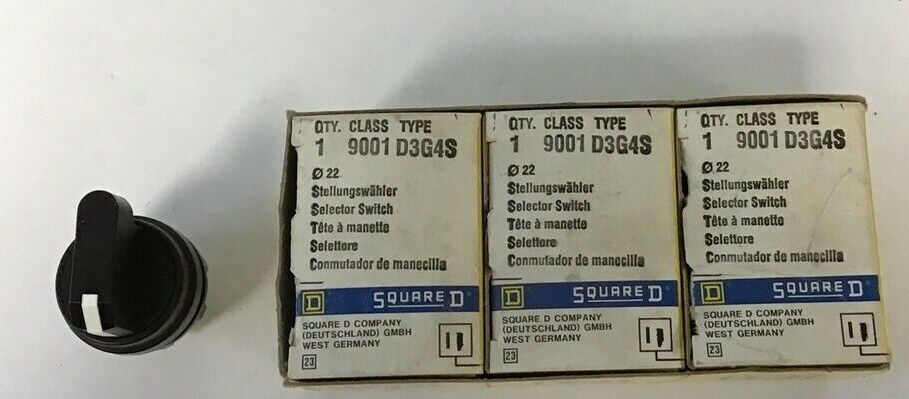 QTY. CLASS TYPE
1 9001 D3G4S
Ø 22
Stellungswähler
Selector Switch
Tête à manette
Selettore
Conmutador de manecilla
D SQUARE D
SQUARE D COMPANY
(DEUTSCHLAND) GMBH
WEST GERMANY
23
QTY. CLASS TYPE
1 9001 D3G4S
Ø 22
Stellungswähler
Selector Switch
Tête à manette
Selettore
Conmutador de manecilla
D SQUARE D
SQUARE D COMPANY
(DEUTSCHLAND) GMBH
WEST GERMANY
23
QTY. CLASS TYPE
1 9001 D3G4S
Ø 22
Stellungswähler
Selector Switch
Tête à manette
Selettore
Conmutador de manecilla
D SQUARE D
SQUARE D COMPANY
(DEUTSCHLAND) GMBH
WEST GERMANY
23